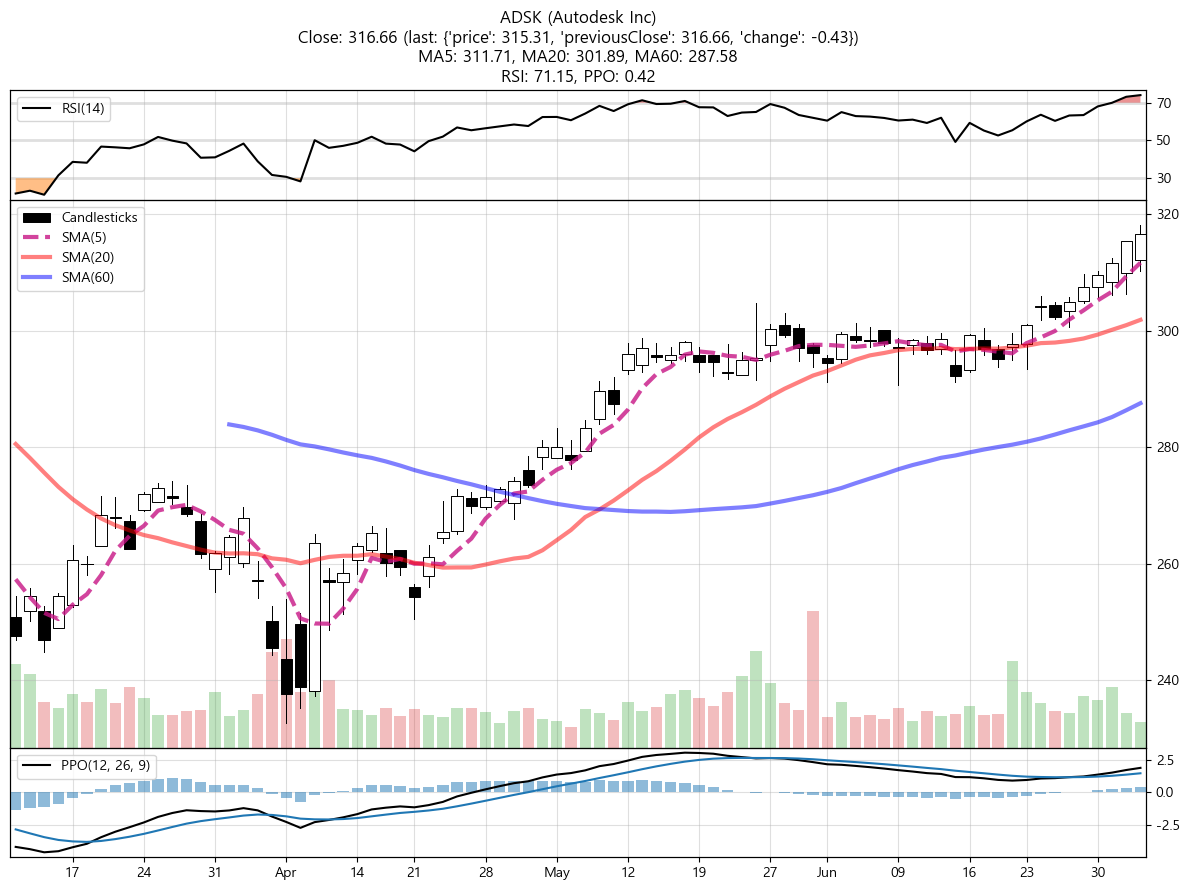 ADSK (Autodesk Inc)
Close: 316.66 (last: {'price': 315.31, 'previousClose': 316.66, 'change': -0.43})
MA5: 311.71, MA20: 301.89, MA60: 287.58
RSI: 71.15, PPO: 0.42
RSI(14)
70
50
30
Candlesticks
SMA(5)
SMA(20)
SMA(60)
320
300
280
260
240
PPO(12, 26, 9)
2.5
0.0
−2.5
17 24 31 Apr 14 21 28 May 12 19 27 Jun 09 16 23 30